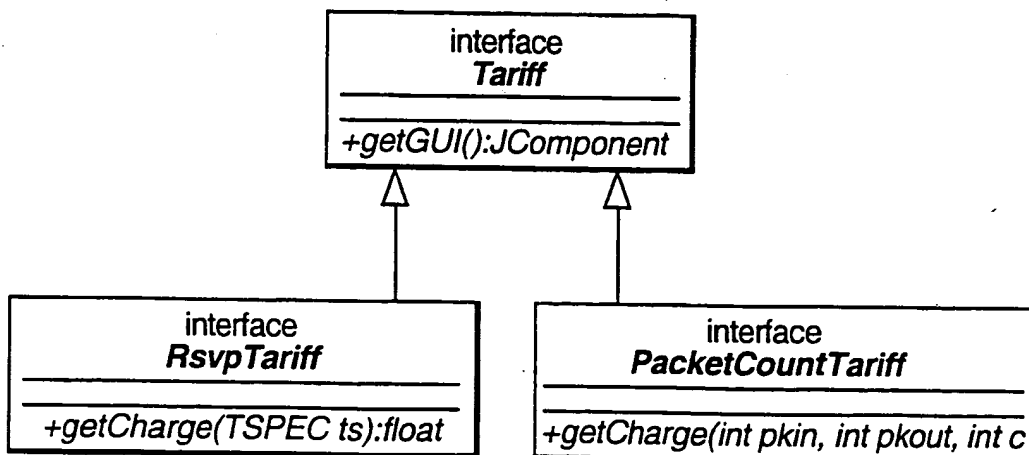 interface
Tariff
+getGUI():JComponent
interface
RsvpTariff
+getCharge(TSPEC ts):float
interface
PacketCountTariff
+getCharge(int pkin, int pkout, int c